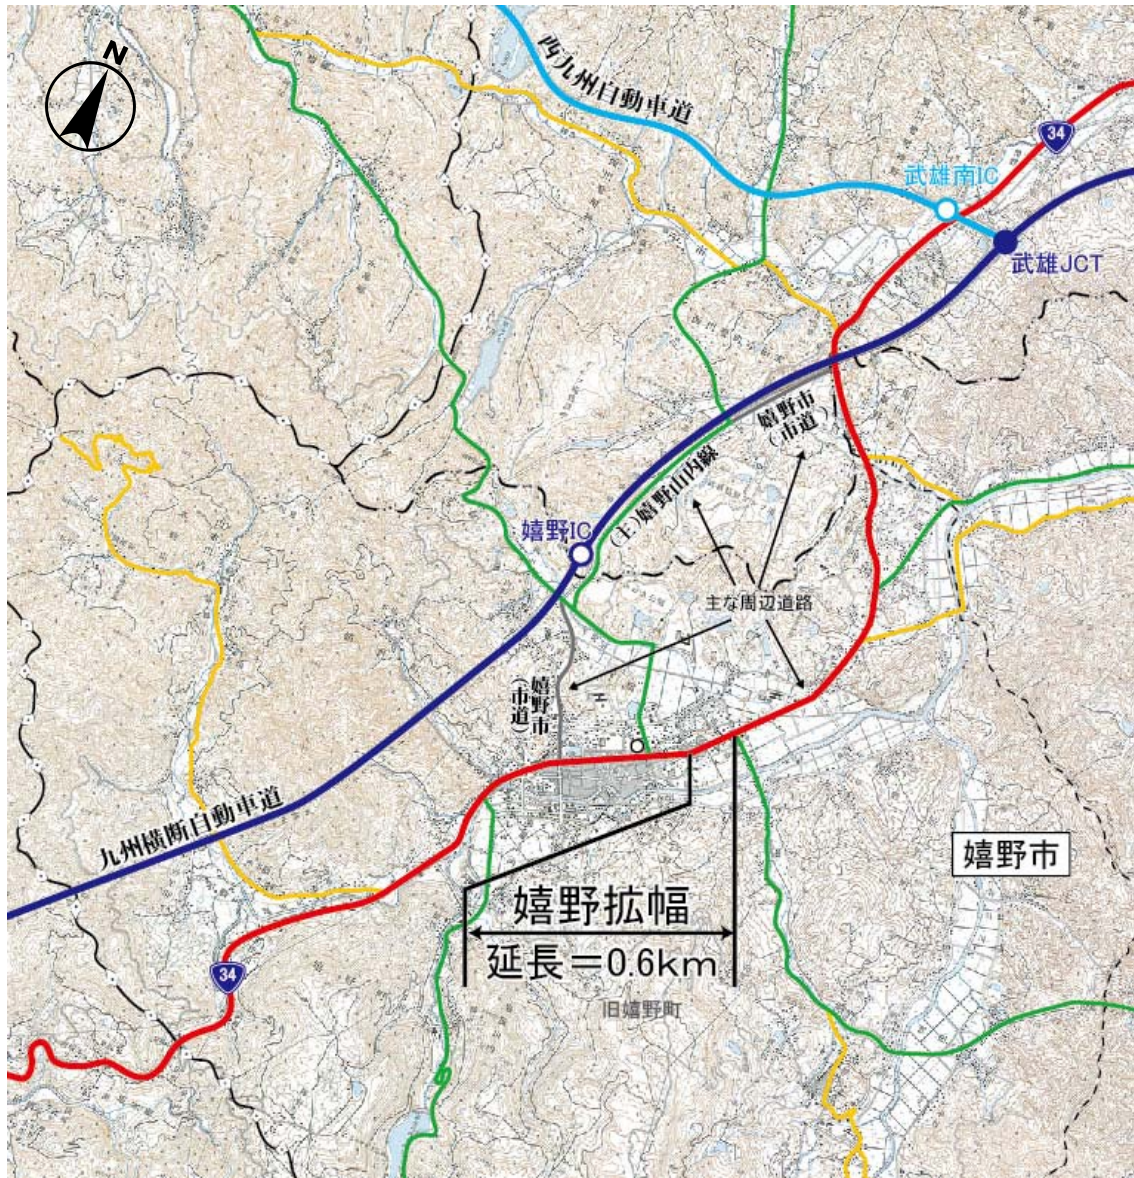 N
西九州自動車道
34
武雄南IC
武雄JCT
嬉野市
(市道)
(主)嬉野山内線
嬉野IC
主な周辺道路
嬉野市
(市道)
九州横断自動車道
嬉野市
嬉野拡幅
延長=0.6km
34
旧嬉野町